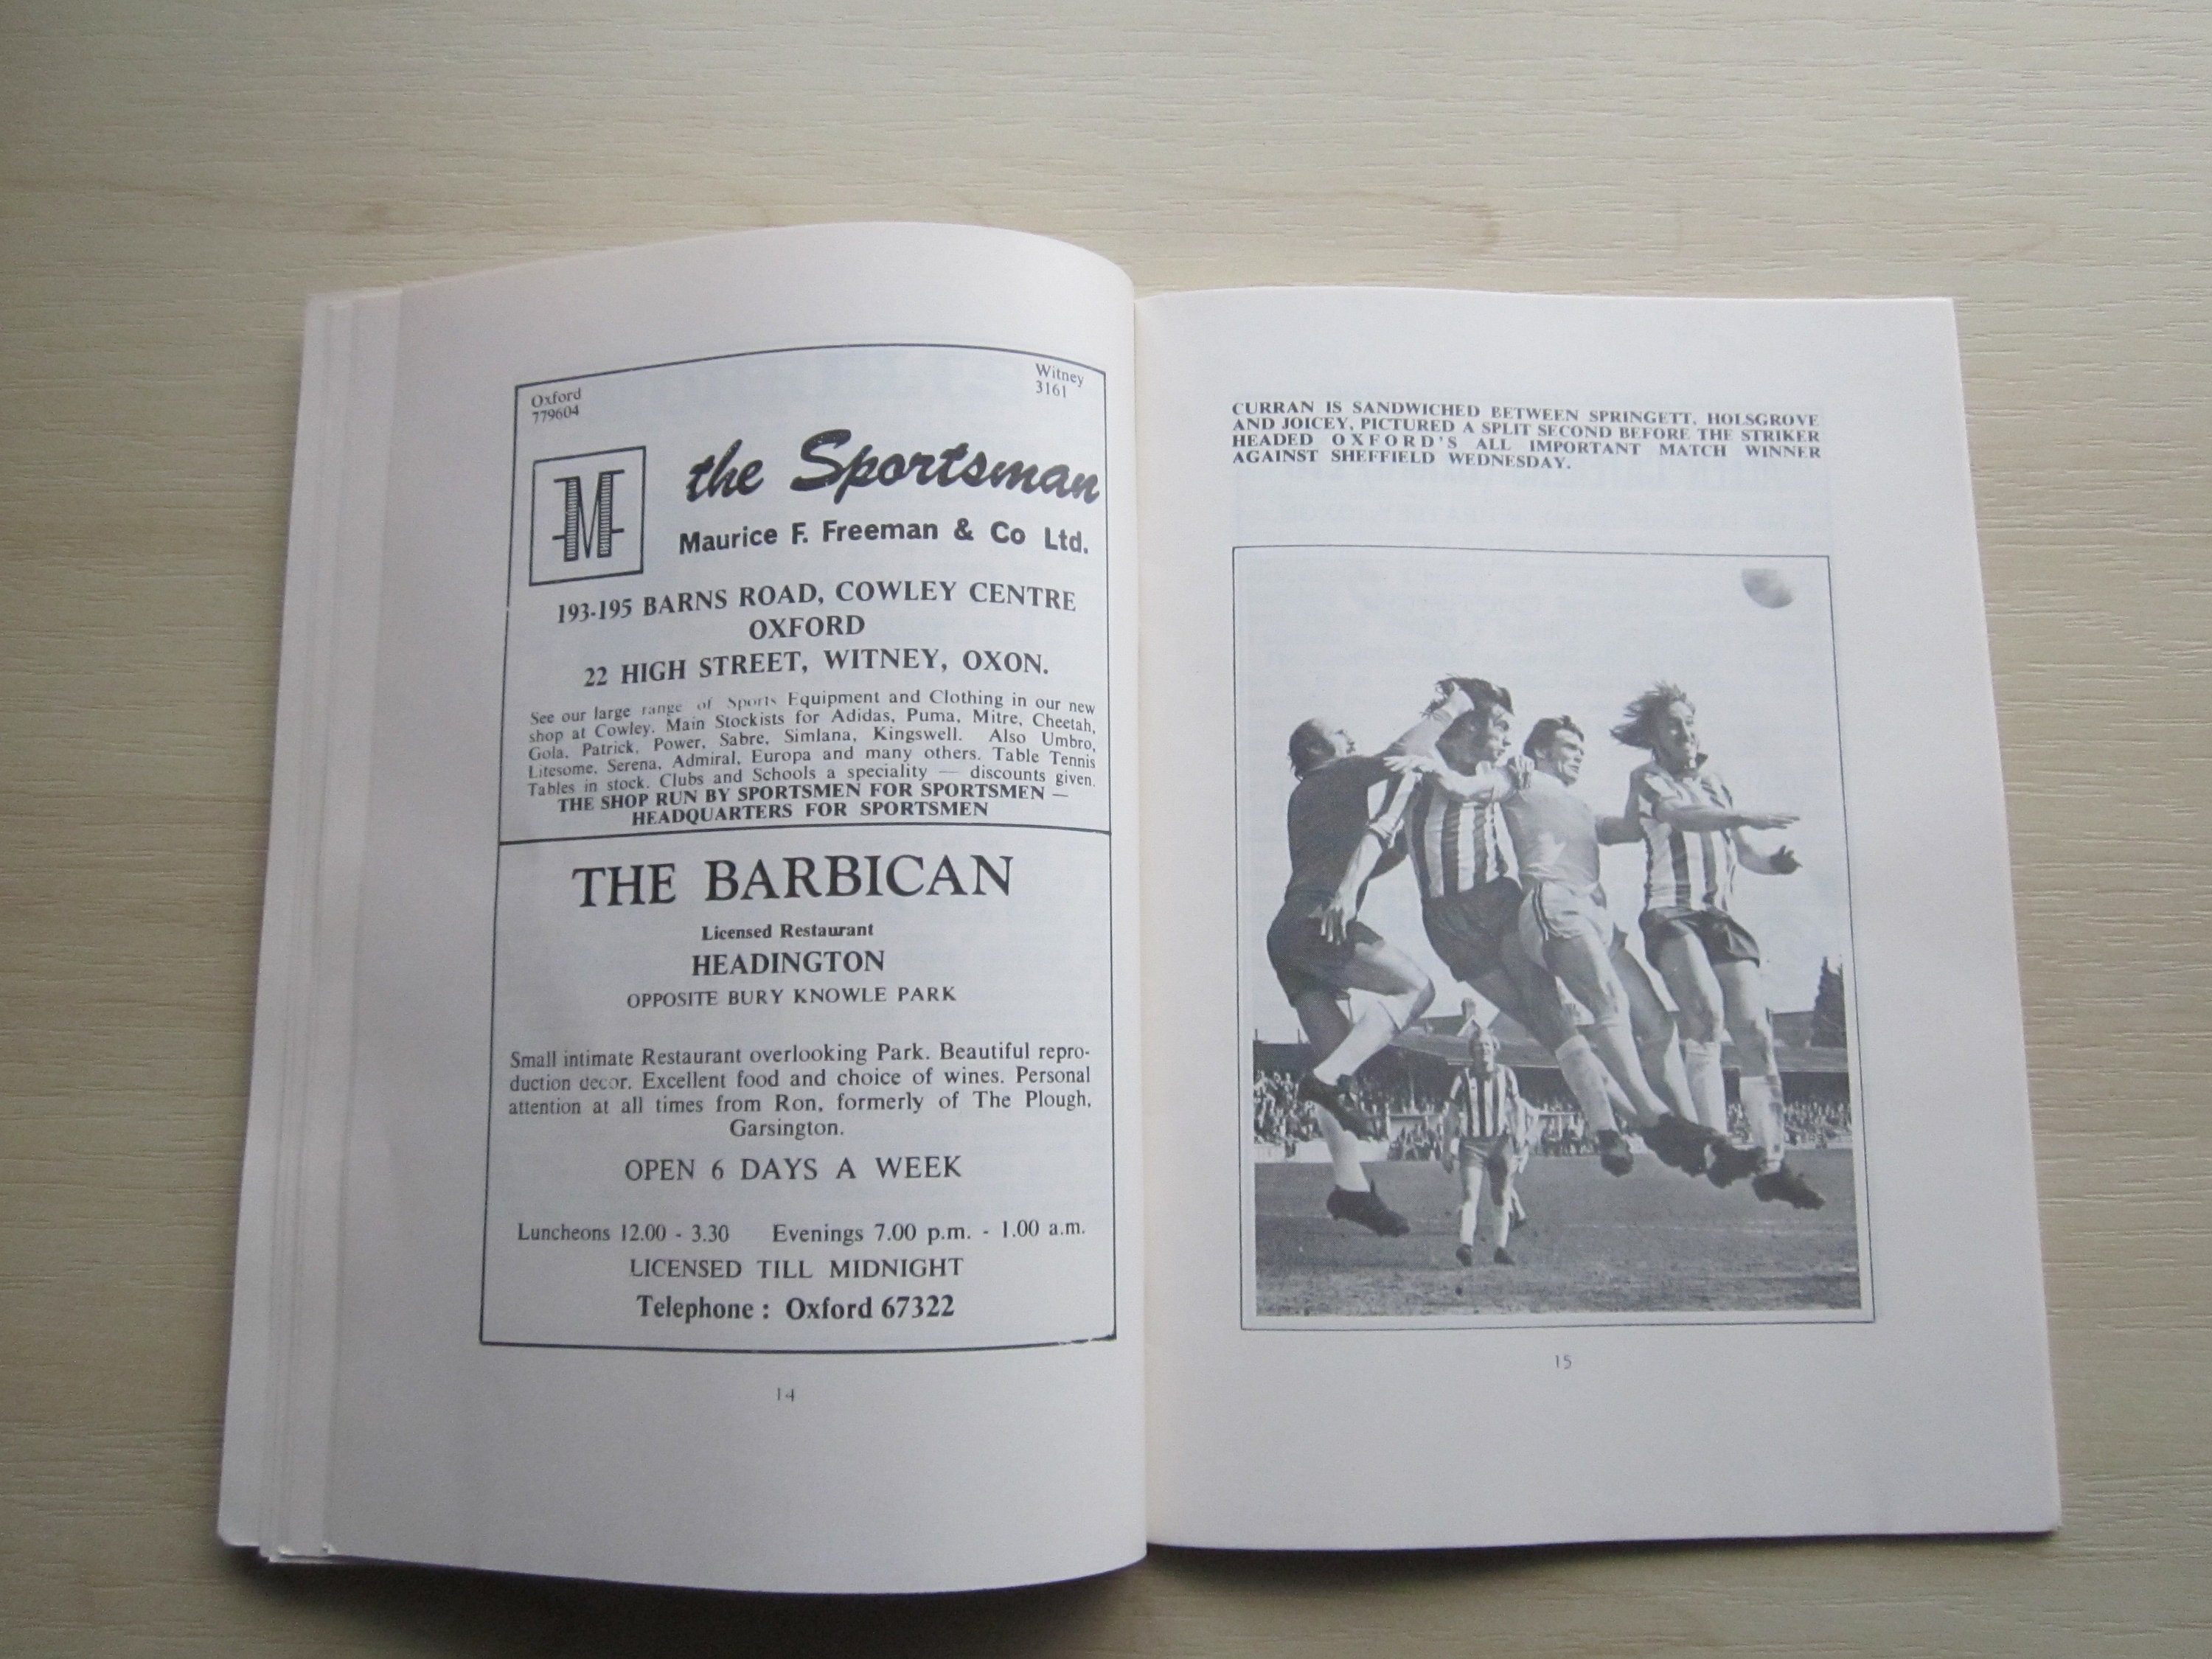 Oxford
779604
Witney
3161
M
the Sportsman
Maurice F. Freeman & Co Ltd.
193-195 BARNS ROAD, COWLEY CENTRE
OXFORD
22 HIGH STREET, WITNEY, OXON.
See our large range of Sports Equipment and Clothing in our new
shop at Cowley. Main Stockists for Adidas, Puma, Mitre, Cheetah,
Gola, Patrick, Power, Sabre, Simlana, Kingswell. Also Umbro,
Litesome, Serena, Admiral, Europa and many others. Table Tennis
Tables in stock. Clubs and Schools a speciality — discounts given.
THE SHOP RUN BY SPORTSMEN FOR SPORTSMEN —
HEADQUARTERS FOR SPORTSMEN
THE BARBICAN
Licensed Restaurant
HEADINGTON
OPPOSITE BURY KNOWLE PARK
Small intimate Restaurant overlooking Park. Beautiful repro-
duction decor. Excellent food and choice of wines. Personal
attention at all times from Ron, formerly of The Plough,
Garsington.
OPEN 6 DAYS A WEEK
Luncheons 12.00 - 3.30 Evenings 7.00 p.m. - 1.00 a.m.
LICENSED TILL MIDNIGHT
Telephone : Oxford 67322
14
CURRAN IS SANDWICHED BETWEEN SPRINGETT, HOLSGROVE
AND JOICEY, PICTURED A SPLIT SECOND BEFORE THE STRIKER
HEADED OXFORD'S ALL IMPORTANT MATCH WINNER
AGAINST SHEFFIELD WEDNESDAY.
15